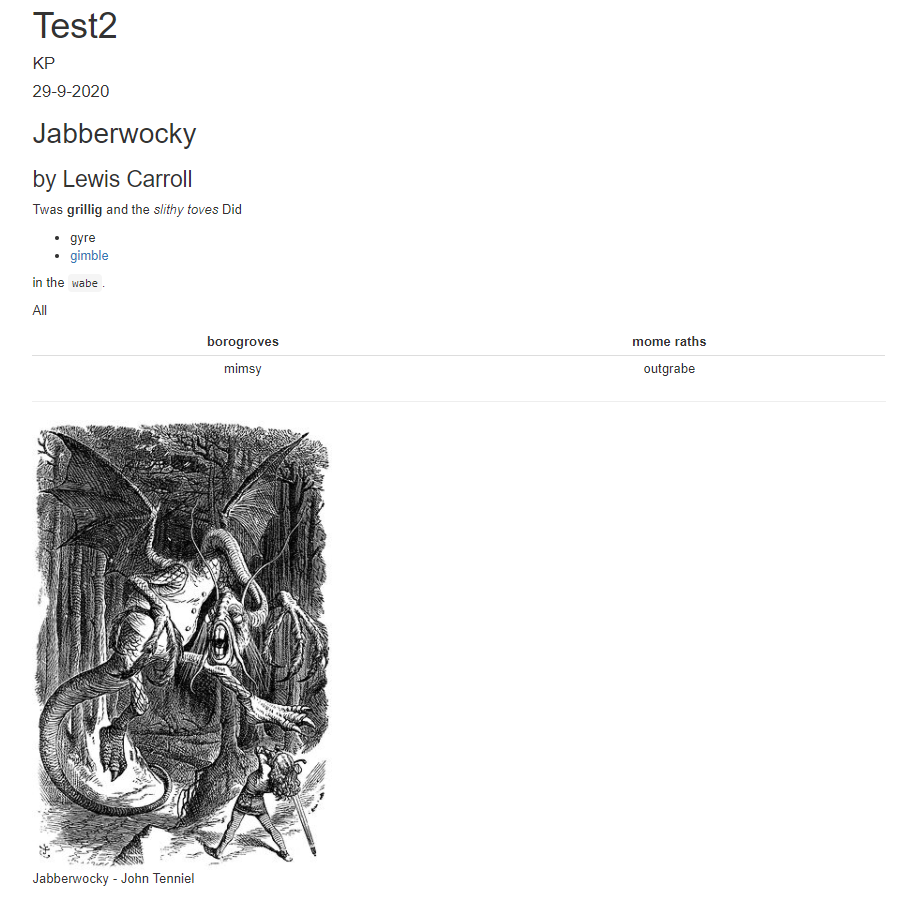 Test2
KP
29-9-2020
Jabberwocky
by Lewis Carroll
Twas grillig and the slithy toves Did
gyre
gimble
in the wabe.
All
borogroves mome raths
mimsy outgrabe
Jabberwocky - John Tenniel